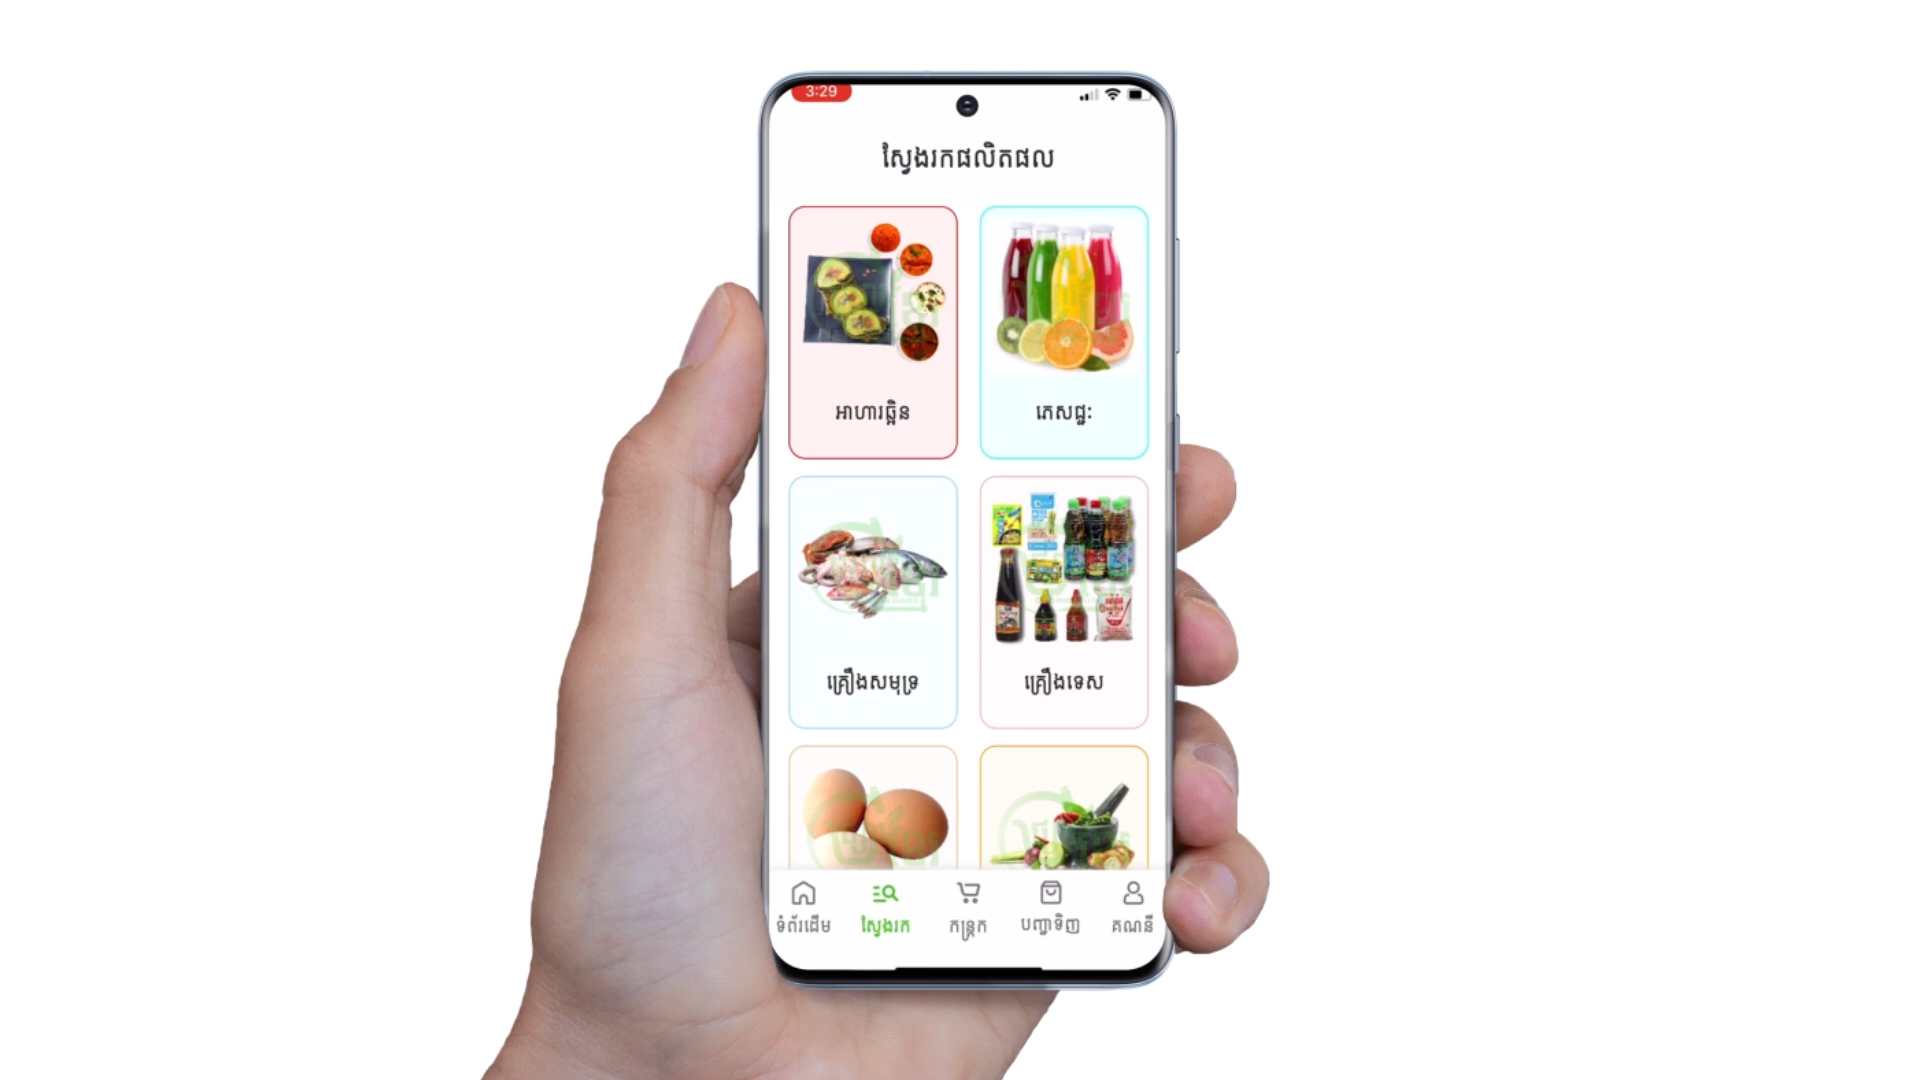 3:29
ស្វែងរកផលិតផល
អាហារឆ្អិន
ភេសជ្ជៈ
គ្រឿងសមុទ្រ
គ្រឿងទេស
ទំព័រដើម
ស្វែងរក
កន្ត្រក
បញ្ជាទិញ
គណនី